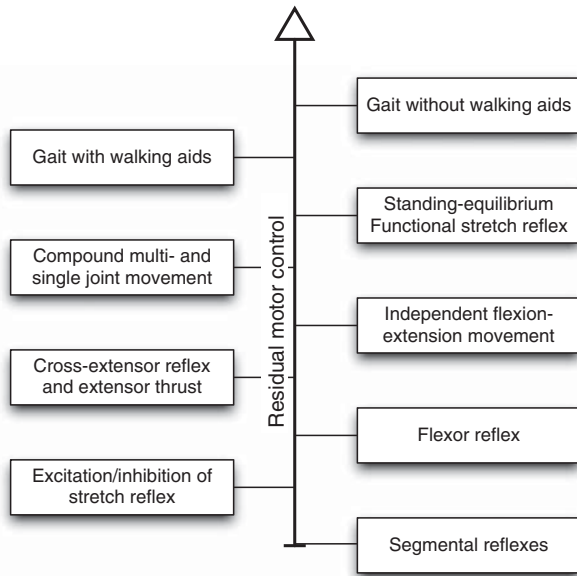 Gait without walking aids
Gait with walking aids
Standing-equilibrium
Functional stretch reflex
Compound multi- and
single joint movement
Independent flexion-
extension movement
Cross-extensor reflex
and extensor thrust
Flexor reflex
Excitation/inhibition of
stretch reflex
Segmental reflexes
Residual motor control